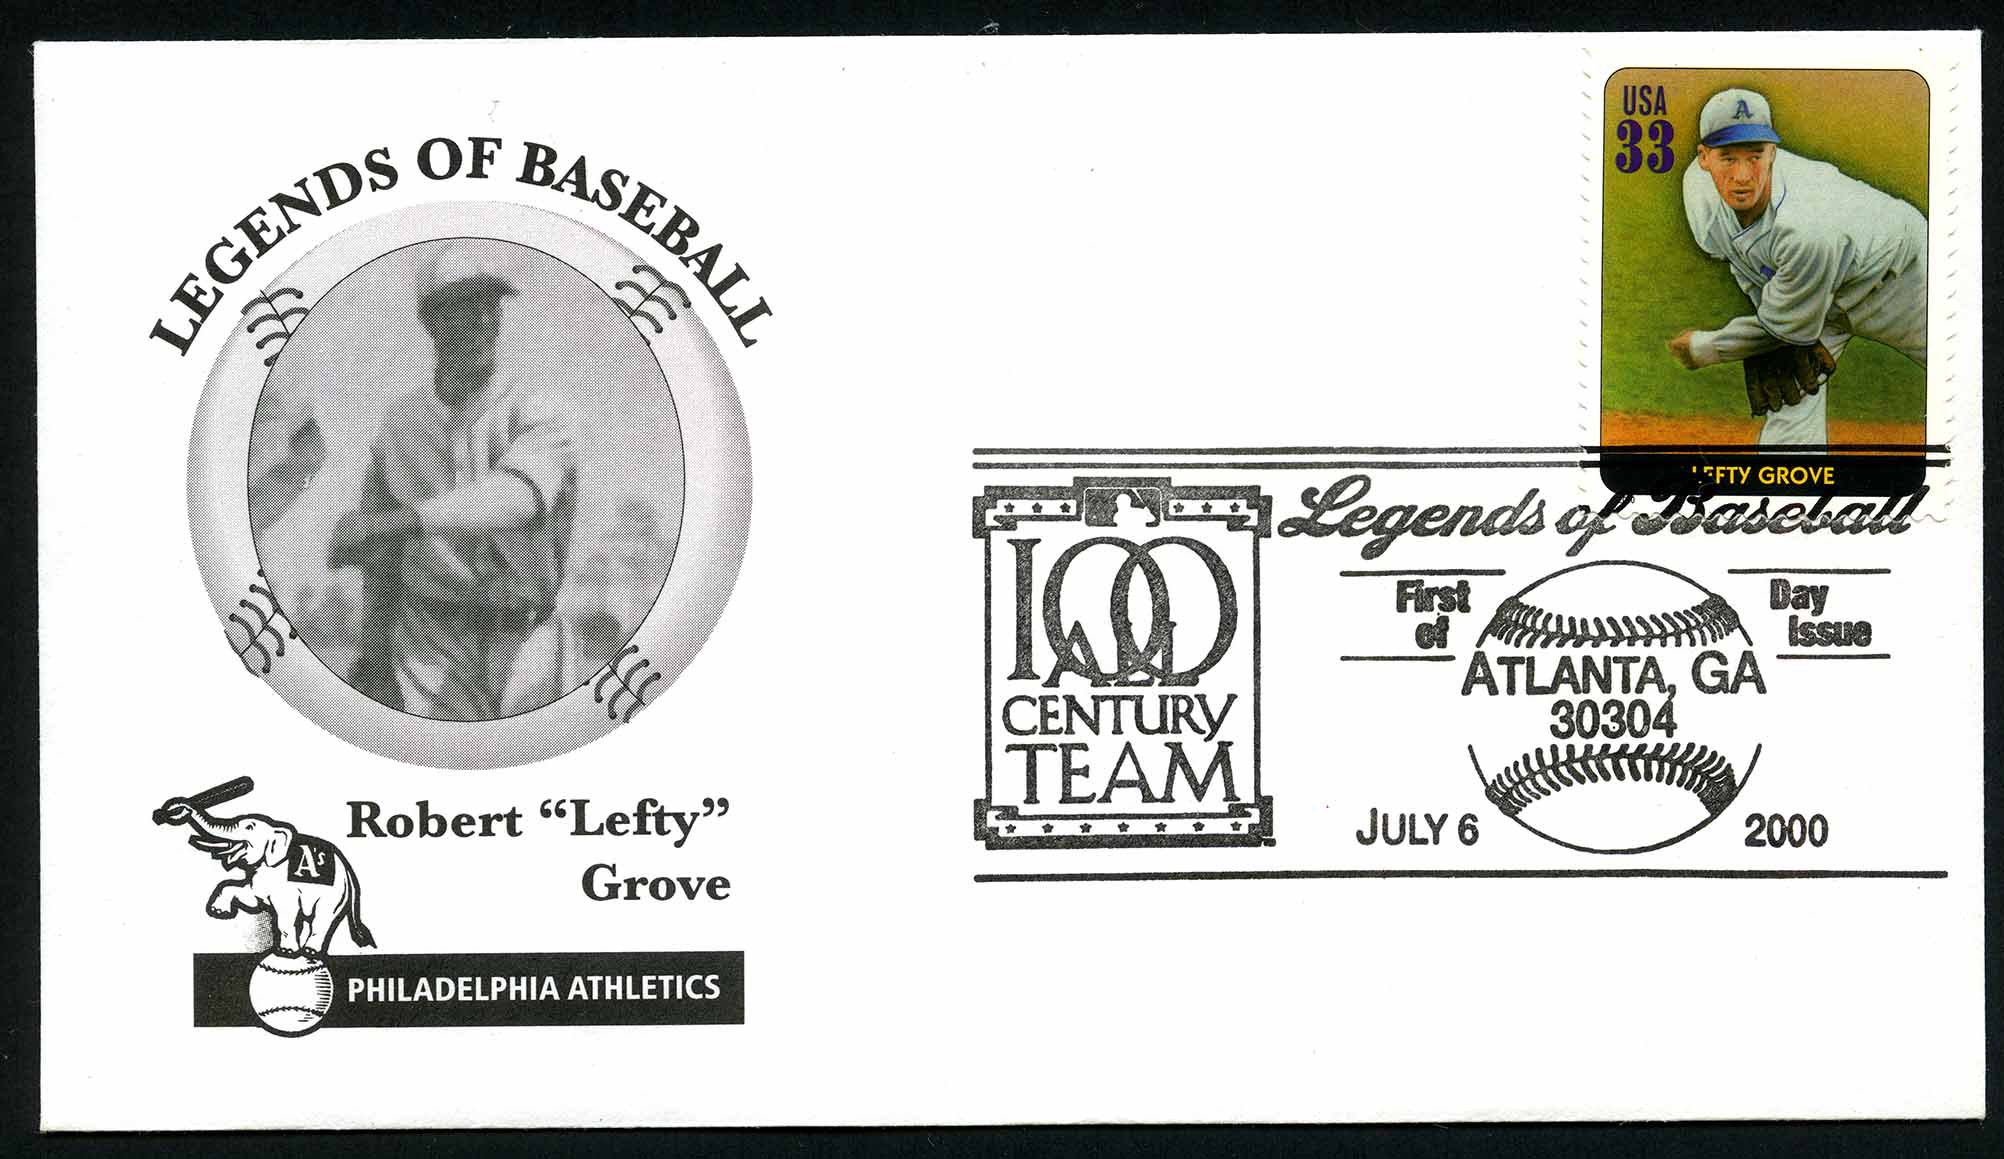 LEGENDS OF BASEBALL
Robert “Lefty”
Grove
A's
PHILADELPHIA ATHLETICS
USA
33
A
LEFTY GROVE
Legends of Baseball
100
ALL
CENTURY
TEAM
First
of
Day
Issue
ATLANTA, GA
30304
JULY 6
2000